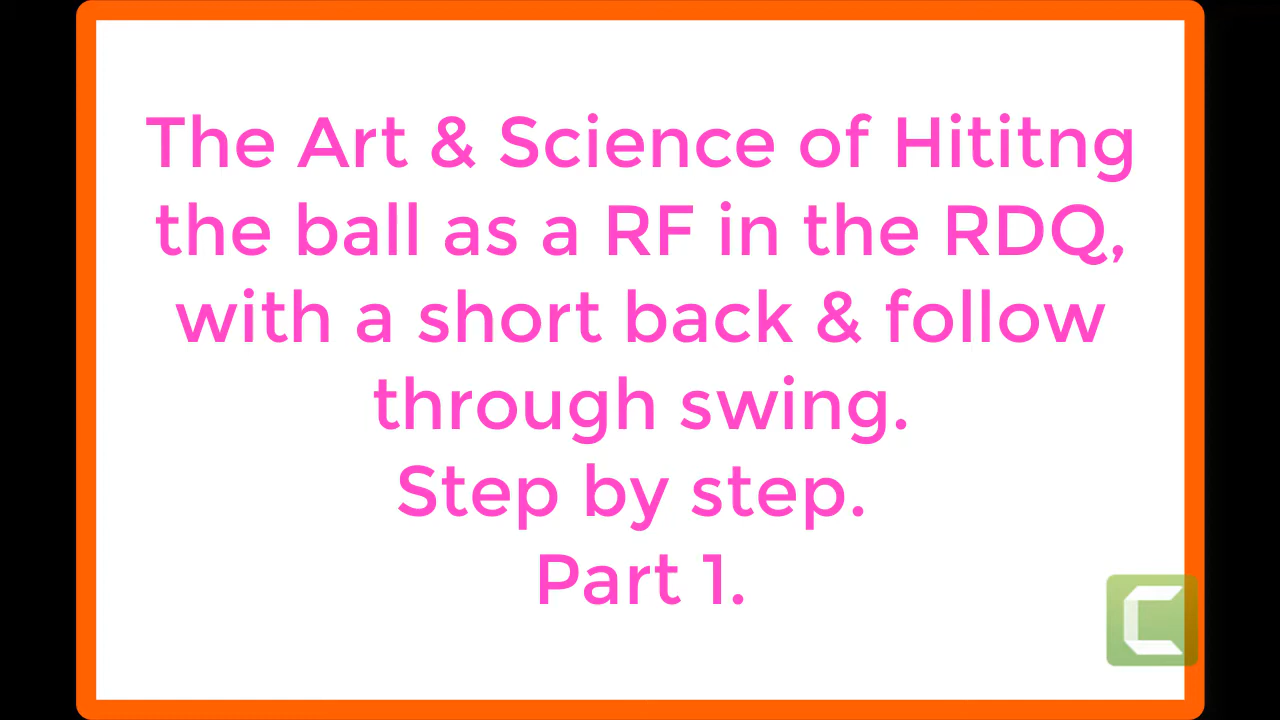 The Art & Science of Hititng
the ball as a RF in the RDQ,
with a short back & follow
through swing.
Step by step.
Part 1.